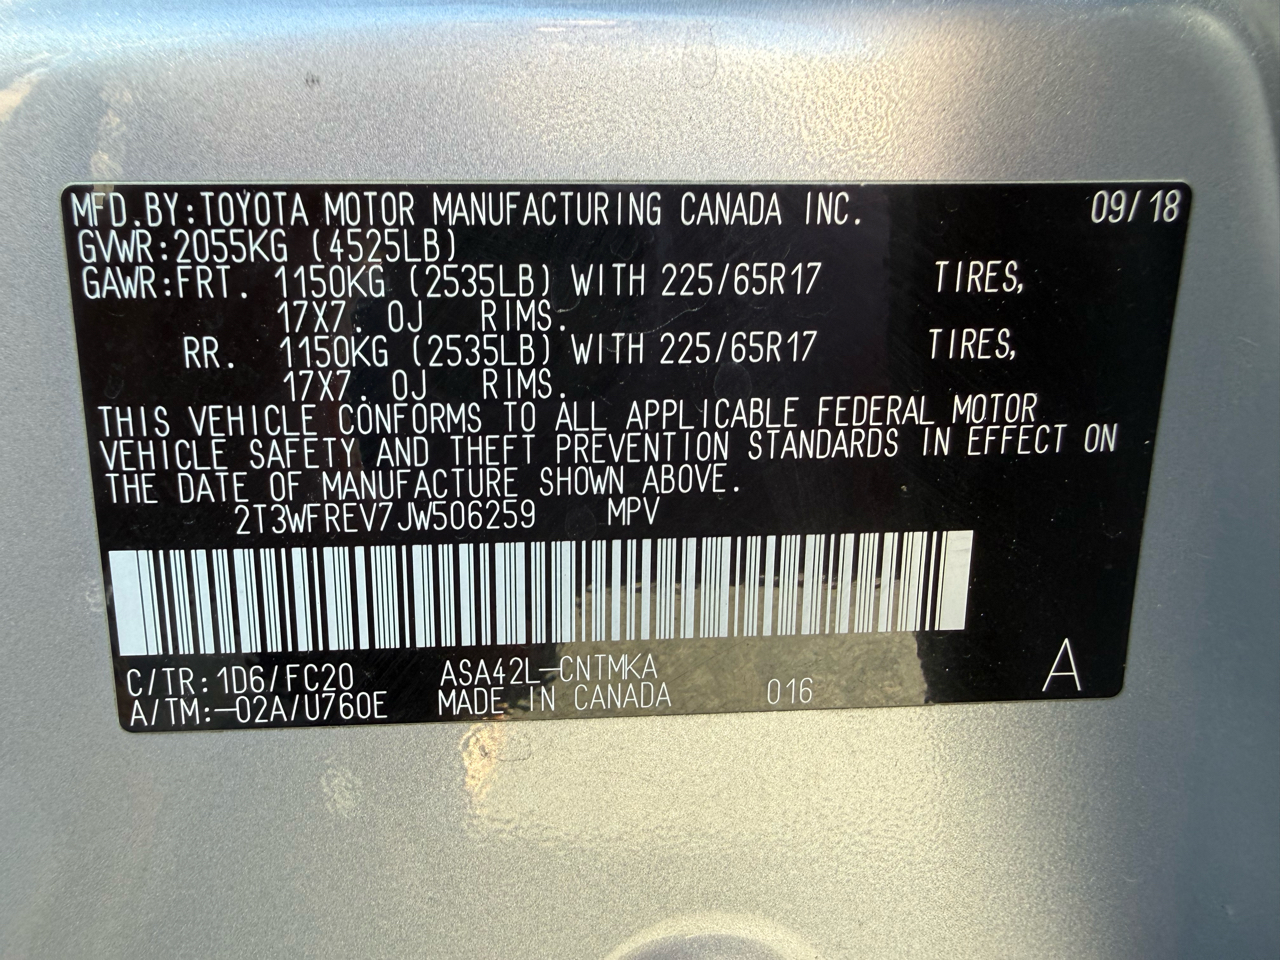 MFD.BY:TOYOTA MOTOR MANUFACTURING CANADA INC. 09/18
GVWR:2055KG (4525LB)
GAWR:FRT. 1150KG (2535LB) WITH 225/65R17 TIRES,
17X7.0J RIMS.
RR. 1150KG (2535LB) WITH 225/65R17 TIRES,
17X7.0J RIMS.
THIS VEHICLE CONFORMS TO ALL APPLICABLE FEDERAL MOTOR
VEHICLE SAFETY AND THEFT PREVENTION STANDARDS IN EFFECT ON
THE DATE OF MANUFACTURE SHOWN ABOVE.
2T3WFREV7JW506259 MPV
C/TR:1D6/FC20 ASA42L-CNTMKA
A/TM:-02A/U760E MADE IN CANADA 016 A